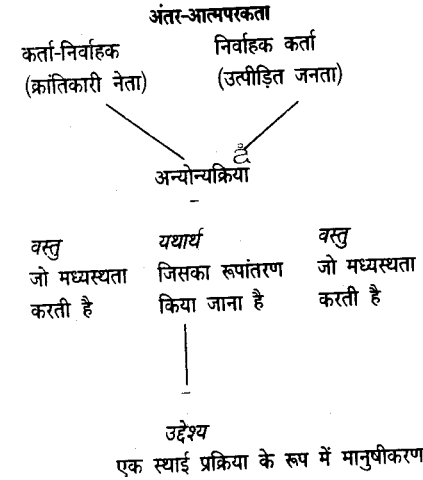 अंतर-आत्मपरकता
कर्ता-निर्वाहक
(क्रांतिकारी नेता)
निर्वाहक कर्ता
(उत्पीड़ित जनता)
अन्योन्यक्रिया
वस्तु
जो मध्यस्थता
करती है
यथार्थ
जिसका रूपांतरण
किया जाना है
वस्तु
जो मध्यस्थता
करती है
उद्देश्य
एक स्थाई प्रक्रिया के रूप में मानुषीकरण